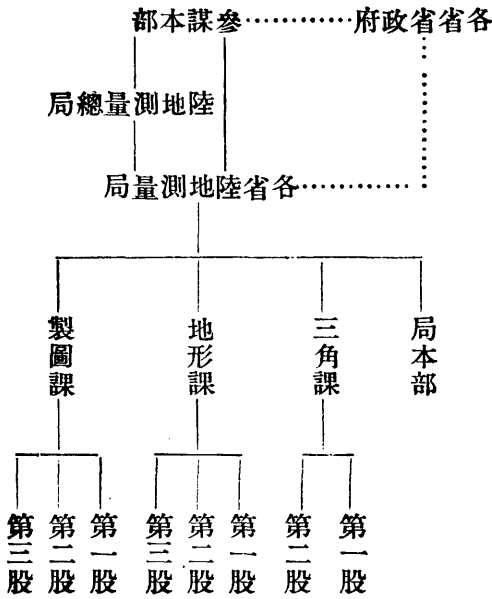 各省省政府
參謀本部
陸地測量總局
各省陸地測量局
局本部
三角課
地形課
製圖課
第一股
第二股
第一股
第二股
第三股
第一股
第二股
第三股